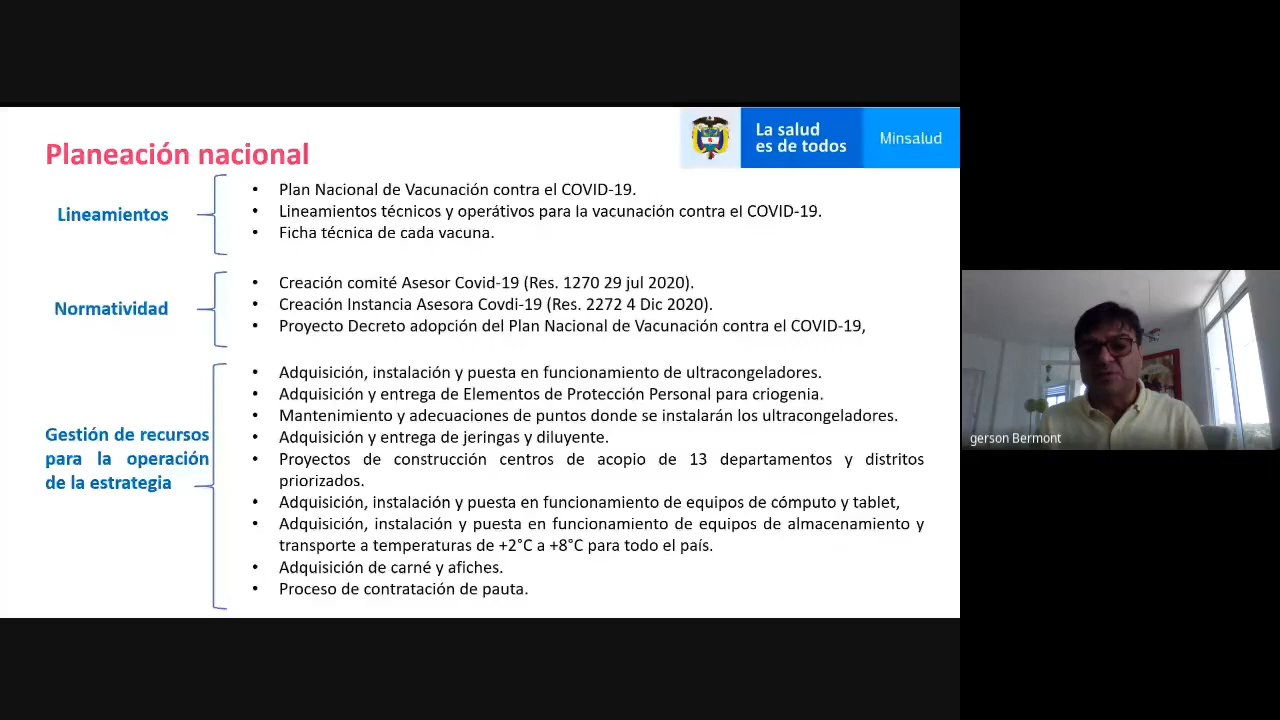 La salud
es de todos
Minsalud
Planeación nacional
Lineamientos
• Plan Nacional de Vacunación contra el COVID-19.
• Lineamientos técnicos y operátivos para la vacunación contra el COVID-19.
• Ficha técnica de cada vacuna.
Normatividad
• Creación comité Asesor Covid-19 (Res. 1270 29 jul 2020).
• Creación Instancia Asesora Covdi-19 (Res. 2272 4 Dic 2020).
• Proyecto Decreto adopción del Plan Nacional de Vacunación contra el COVID-19,
Gestión de recursos
para la operación
de la estrategia
• Adquisición, instalación y puesta en funcionamiento de ultracongeladores.
• Adquisición y entrega de Elementos de Protección Personal para criogenia.
• Mantenimiento y adecuaciones de puntos donde se instalarán los ultracongeladores.
• Adquisición y entrega de jeringas y diluyente.
• Proyectos de construcción centros de acopio de 13 departamentos y distritos
priorizados.
• Adquisición, instalación y puesta en funcionamiento de equipos de cómputo y tablet,
• Adquisición, instalación y puesta en funcionamiento de equipos de almacenamiento y
transporte a temperaturas de +2°C a +8°C para todo el país.
• Adquisición de carné y afiches.
• Proceso de contratación de pauta.
gerson Bermont